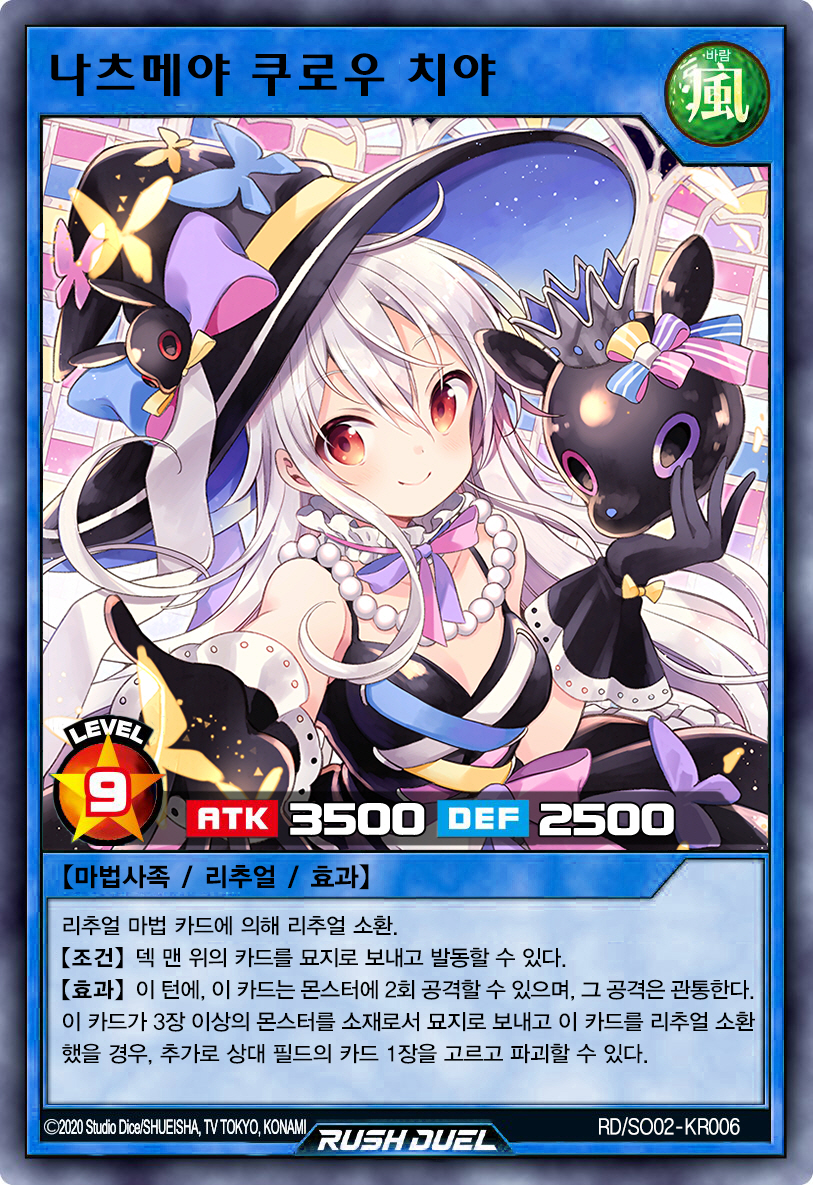 나츠메야 쿠로우 치야
바람
瘋
LEVEL
9
ATK 3500 DEF 2500
【마법사족 / 리추얼 / 효과】
리추얼 마법 카드에 의해 리추얼 소환.
【조건】 덱 맨 위의 카드를 묘지로 보내고 발동할 수 있다.
【효과】 이 턴에, 이 카드는 몬스터에 2회 공격할 수 있으며, 그 공격은 관통한다.
이 카드가 3장 이상의 몬스터를 소재로서 묘지로 보내고 이 카드를 리추얼 소환
했을 경우, 추가로 상대 필드의 카드 1장을 고르고 파괴할 수 있다.
©2020 Studio Dice/SHUEISHA, TV TOKYO, KONAMI
RUSH DUEL
RD/SO02-KR006